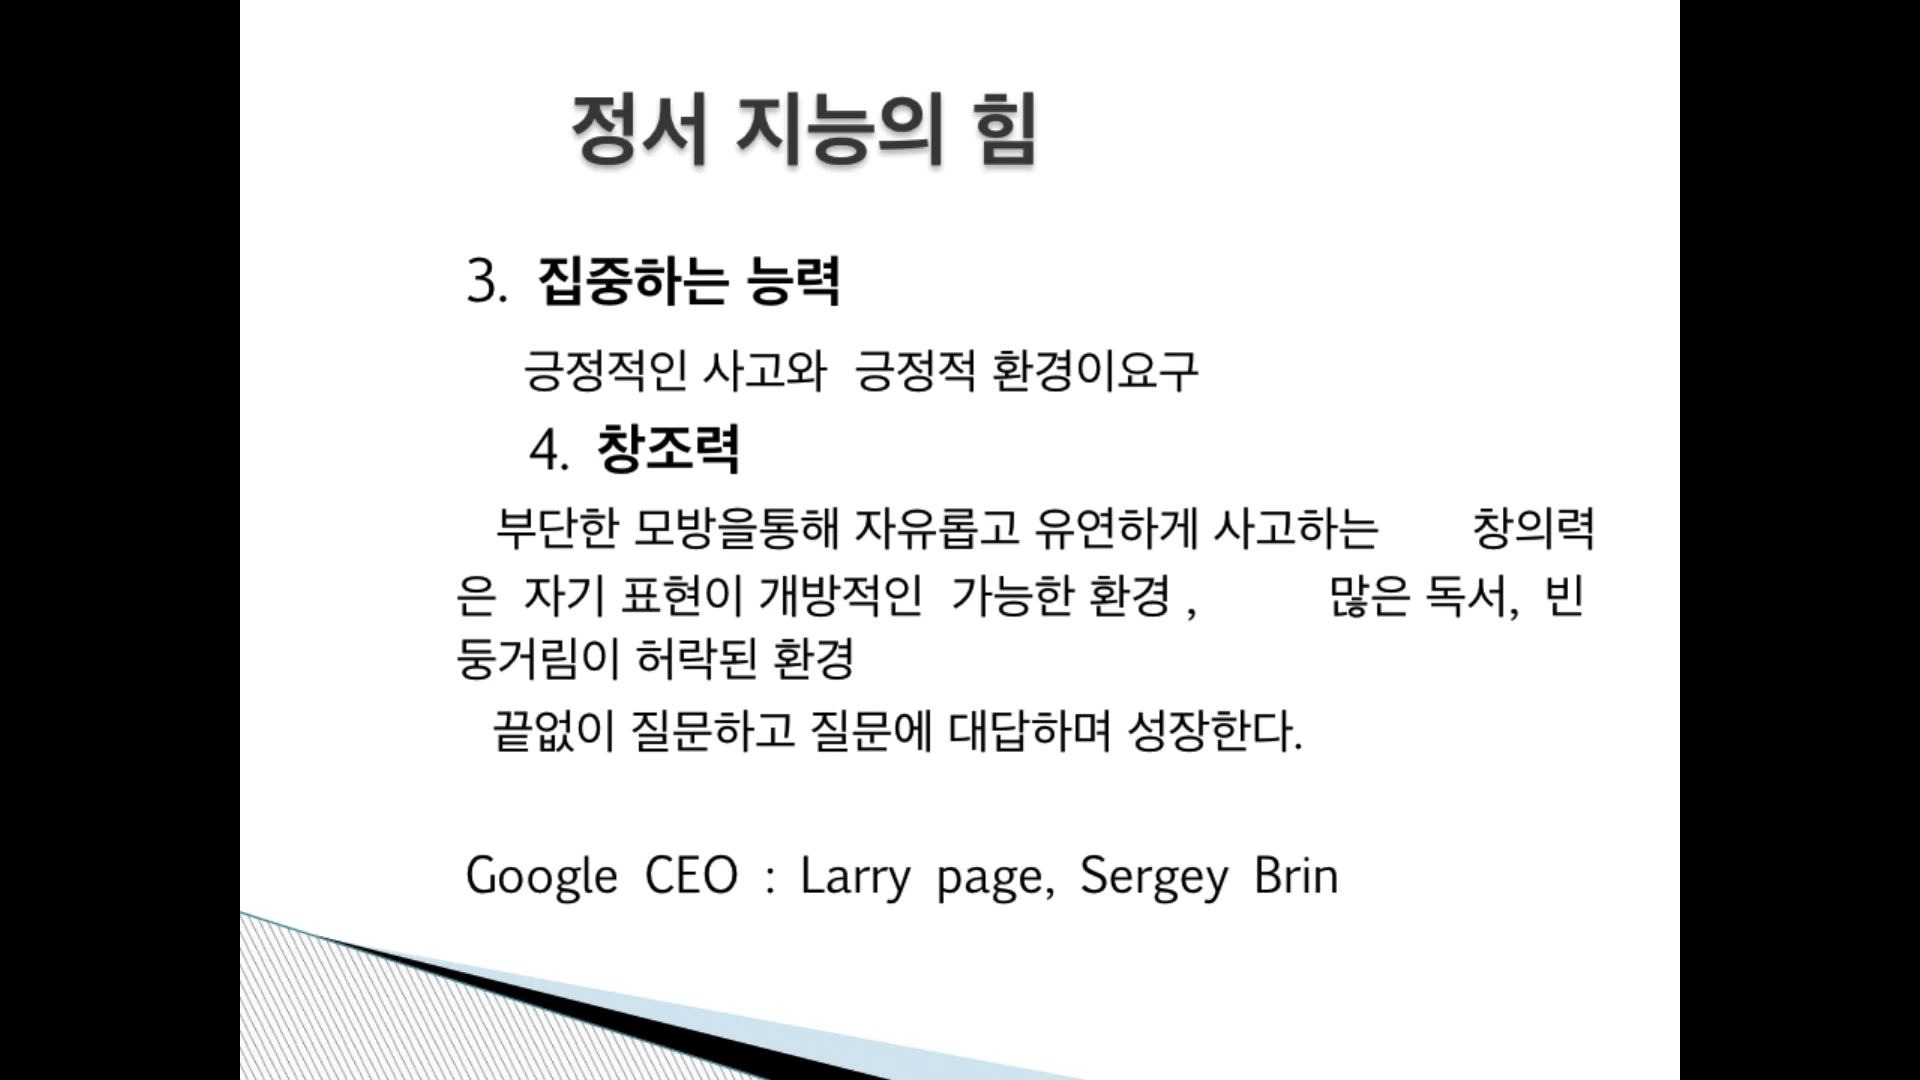 정서 지능의 힘
3. 집중하는 능력
긍정적인 사고와 긍정적 환경이요구
4. 창조력
부단한 모방을통해 자유롭고 유연하게 사고하는 창의력
은 자기 표현이 개방적인 가능한 환경 , 많은 독서, 빈
둥거림이 허락된 환경
끝없이 질문하고 질문에 대답하며 성장한다.
Google CEO : Larry page, Sergey Brin